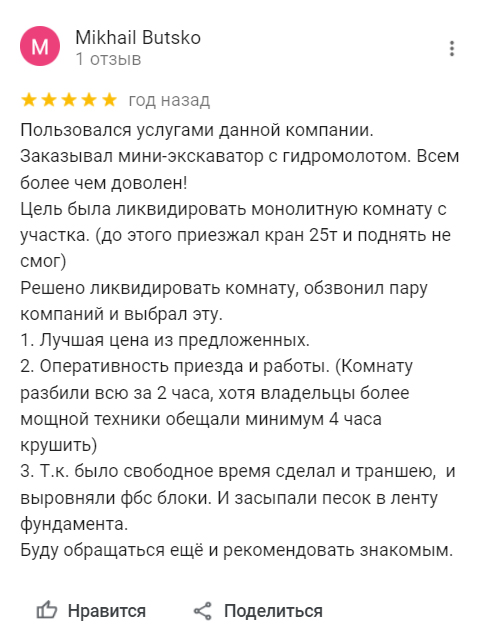 M
Mikhail Butsko
1 отзыв
год назад
Пользовался услугами данной компании.
Заказывал мини-экскаватор с гидромолотом. Всем
более чем доволен!
Цель была ликвидировать монолитную комнату с
участка. (до этого приезжал кран 25т и поднять не
смог)
Решено ликвидировать комнату, обзвонил пару
компаний и выбрал эту.
1. Лучшая цена из предложенных.
2. Оперативность приезда и работы. (Комнату
разбили всю за 2 часа, хотя владельцы более
мощной техники обещали минимум 4 часа
крушить)
3. Т.к. было свободное время сделал и траншею,  и
выровняли фбс блоки. И засыпали песок в ленту
фундамента.
Буду обращаться ещё и рекомендовать знакомым.
Нравится Поделиться